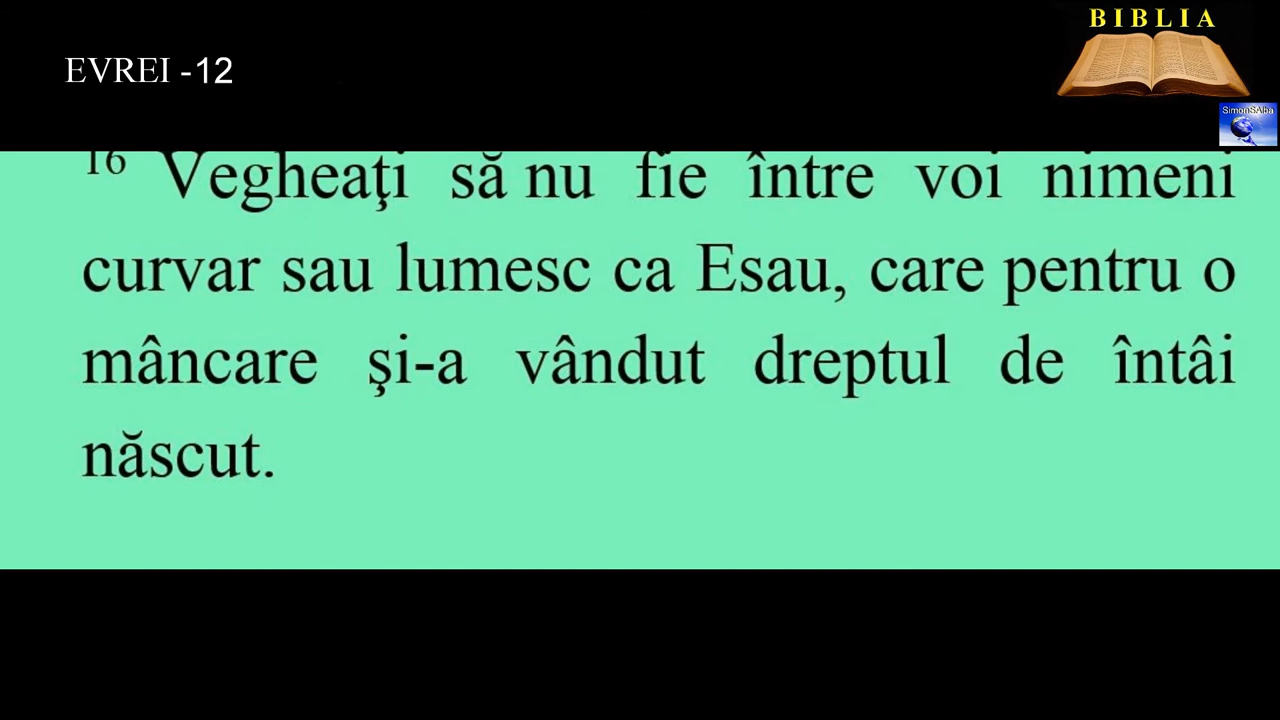 BIBLIA
EVREI -12
SimonSAlba
16 Vegheaţi să nu fie între voi nimeni
curvar sau lumesc ca Esau, care pentru o
mâncare şi-a vândut dreptul de întâi
născut.